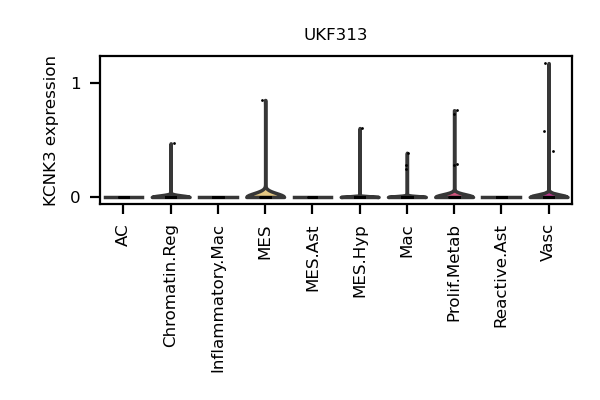 UKF313
KCNK3 expression
1
0
AC
Chromatin.Reg
Inflammatory.Mac
MES
MES.Ast
MES.Hyp
Mac
Prolif.Metab
Reactive.Ast
Vasc